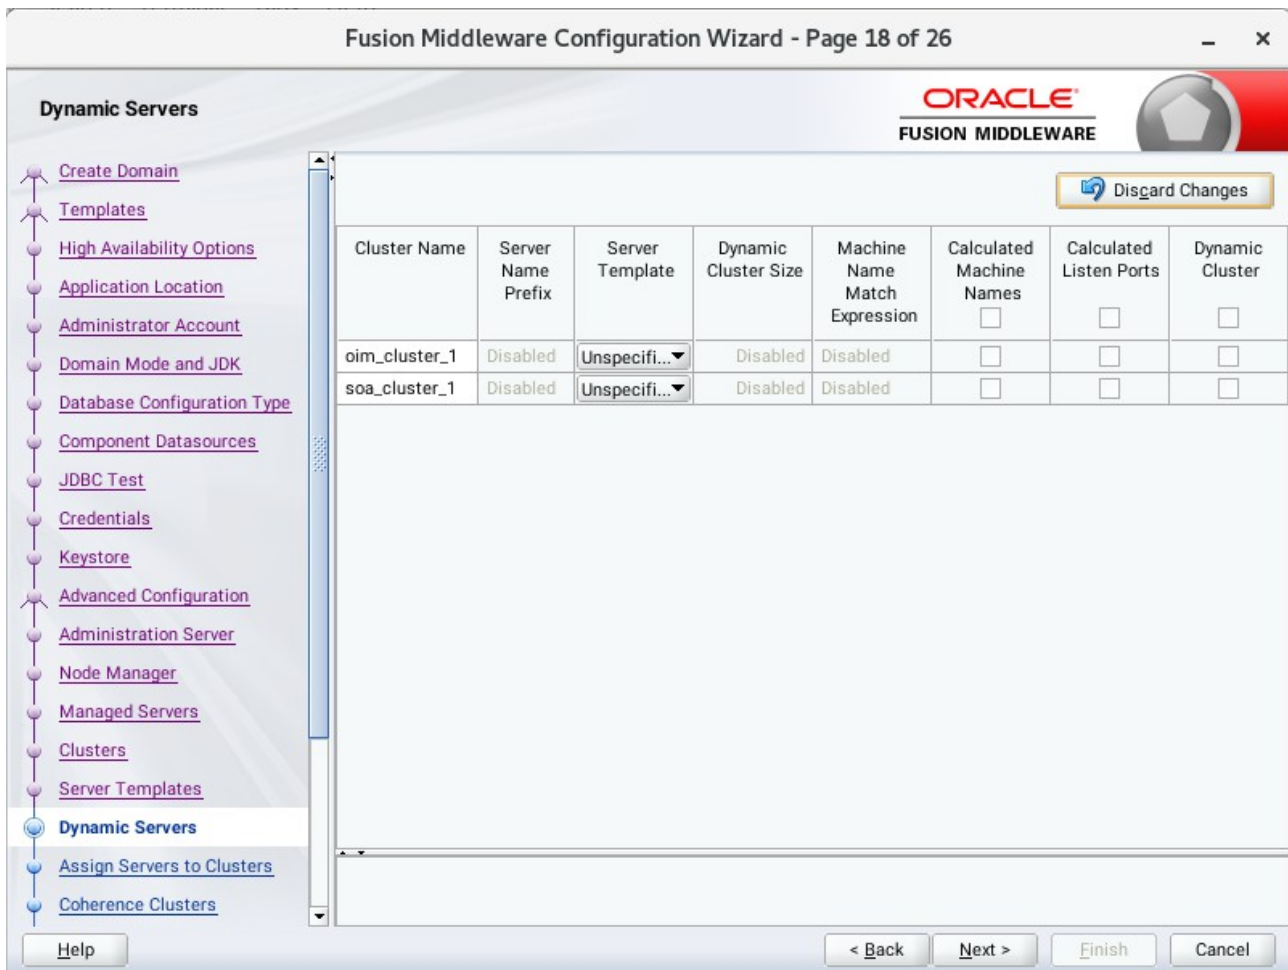 Fusion Middleware Configuration Wizard - Page 18 of 26
Dynamic Servers
ORACLE
FUSION MIDDLEWARE
Create Domain
Templates
High Availability Options
Application Location
Administrator Account
Domain Mode and JDK
Database Configuration Type
Component Datasources
JDBC Test
Credentials
Keystore
Advanced Configuration
Administration Server
Node Manager
Managed Servers
Clusters
Server Templates
Dynamic Servers
Assign Servers to Clusters
Coherence Clusters
Discard Changes
Cluster Name
Server
Name
Prefix
Server
Template
Dynamic
Cluster Size
Machine
Name
Match
Expression
Calculated
Machine
Names
Calculated
Listen Ports
Dynamic
Cluster
oim_cluster_1 Disabled Unspecifi... Disabled Disabled
soa_cluster_1 Disabled Unspecifi... Disabled Disabled
Help
< Back
Next >
Finish
Cancel